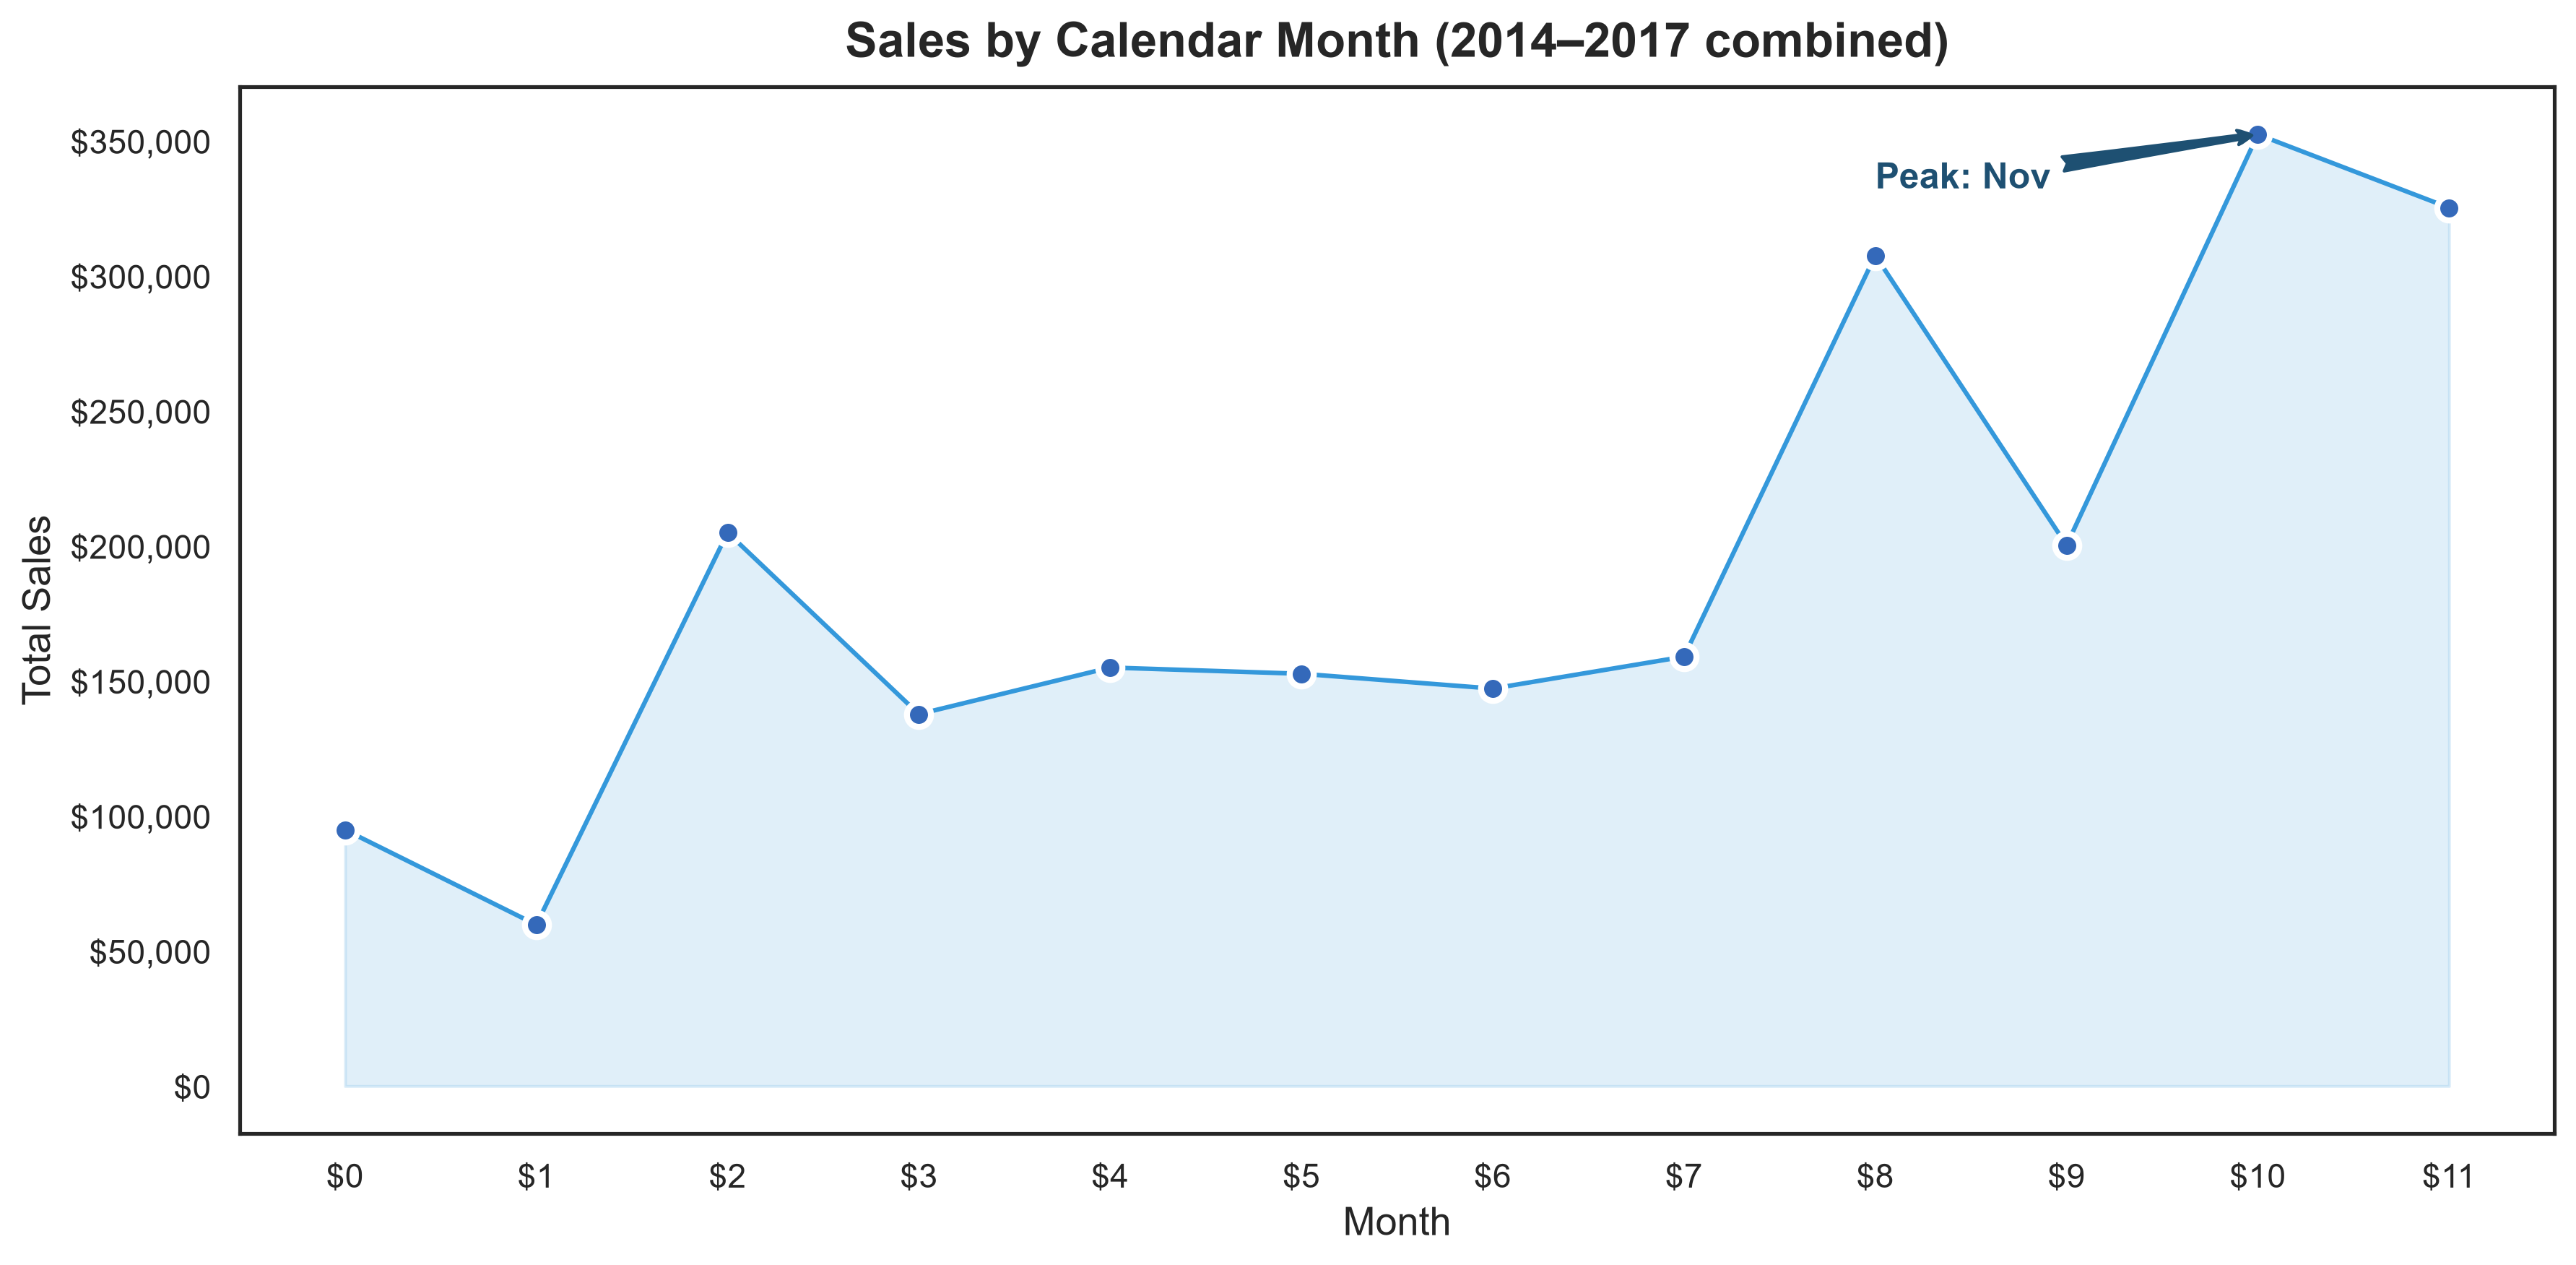 Sales by Calendar Month (2014–2017 combined)
$350,000
Peak: Nov
$300,000
$250,000
$200,000
$150,000
$100,000
$50,000
$0
Total Sales
$0 $1 $2 $3 $4 $5 $6 $7 $8 $9 $10 $11
Month